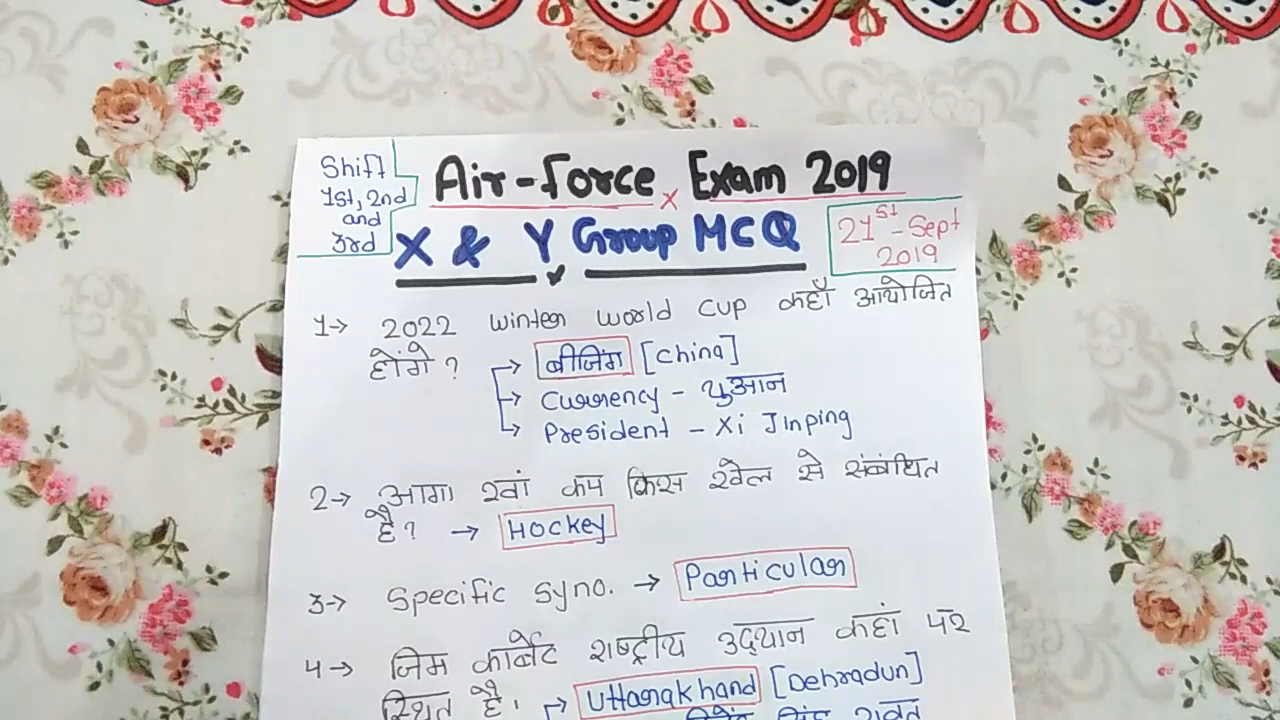 Shift
1st, 2nd
and
3rd
Air-force Exam 2019
X & Y Group MCQ
21st-Sept
2019
1→ 2022 winter world cup कहाँ आयोजित
होंगे ? → बीजिंग [China]
→ Currency - युआन
→ President - Xi Jinping
2→ आगा खां कप किस खेल से संबंधित
है ? → Hockey
3→ Specific syno. → Particular
4→ जिम कार्बेट राष्ट्रीय उद्यान कहां पर
स्थित है। → Uttarakhand [Dehradun]
सिंह रावत